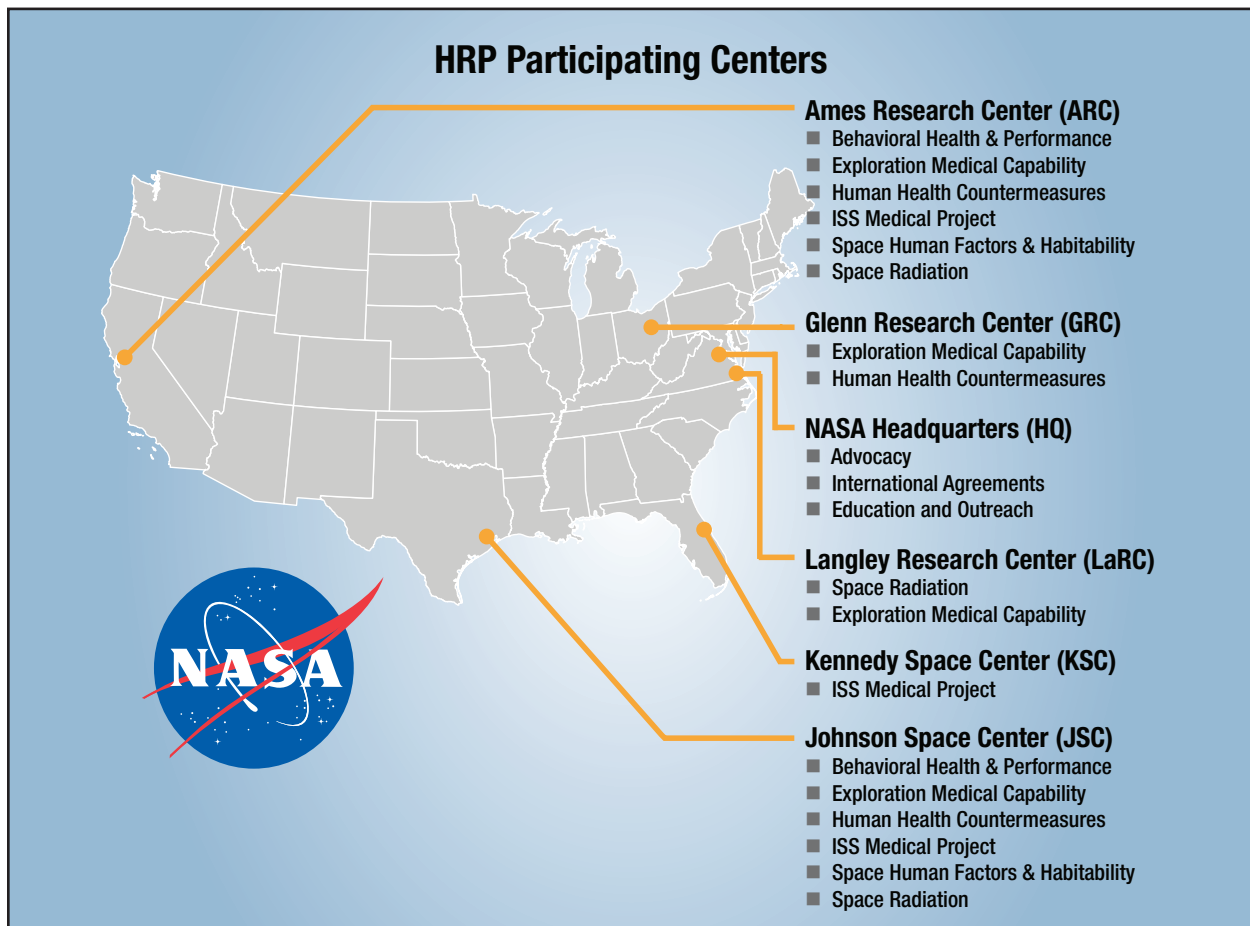 HRP Participating Centers
Ames Research Center (ARC)
Behavioral Health & Performance
Exploration Medical Capability
Human Health Countermeasures
ISS Medical Project
Space Human Factors & Habitability
Space Radiation
Glenn Research Center (GRC)
Exploration Medical Capability
Human Health Countermeasures
NASA Headquarters (HQ)
Advocacy
International Agreements
Education and Outreach
Langley Research Center (LaRC)
Space Radiation
Exploration Medical Capability
Kennedy Space Center (KSC)
ISS Medical Project
Johnson Space Center (JSC)
Behavioral Health & Performance
Exploration Medical Capability
Human Health Countermeasures
ISS Medical Project
Space Human Factors & Habitability
Space Radiation
NASA